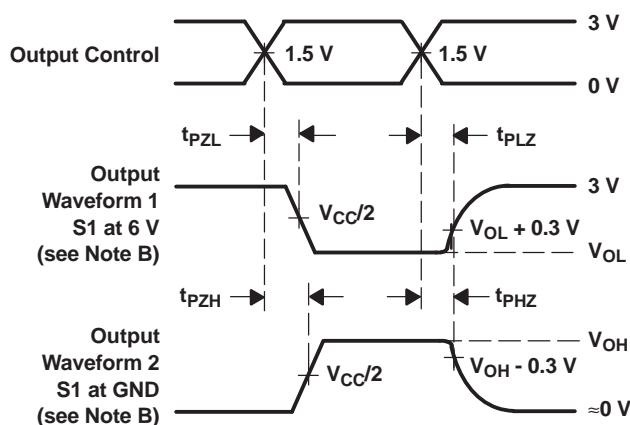 3 V
Output Control
1.5 V
1.5 V
0 V
tPZL
tPLZ
Output
Waveform 1
S1 at 6 V
(see Note B)
3 V
VCC/2
VOL + 0.3 V
VOL
tPZH
tPHZ
Output
Waveform 2
S1 at GND
(see Note B)
VOH
VCC/2
VOH - 0.3 V
≈0 V